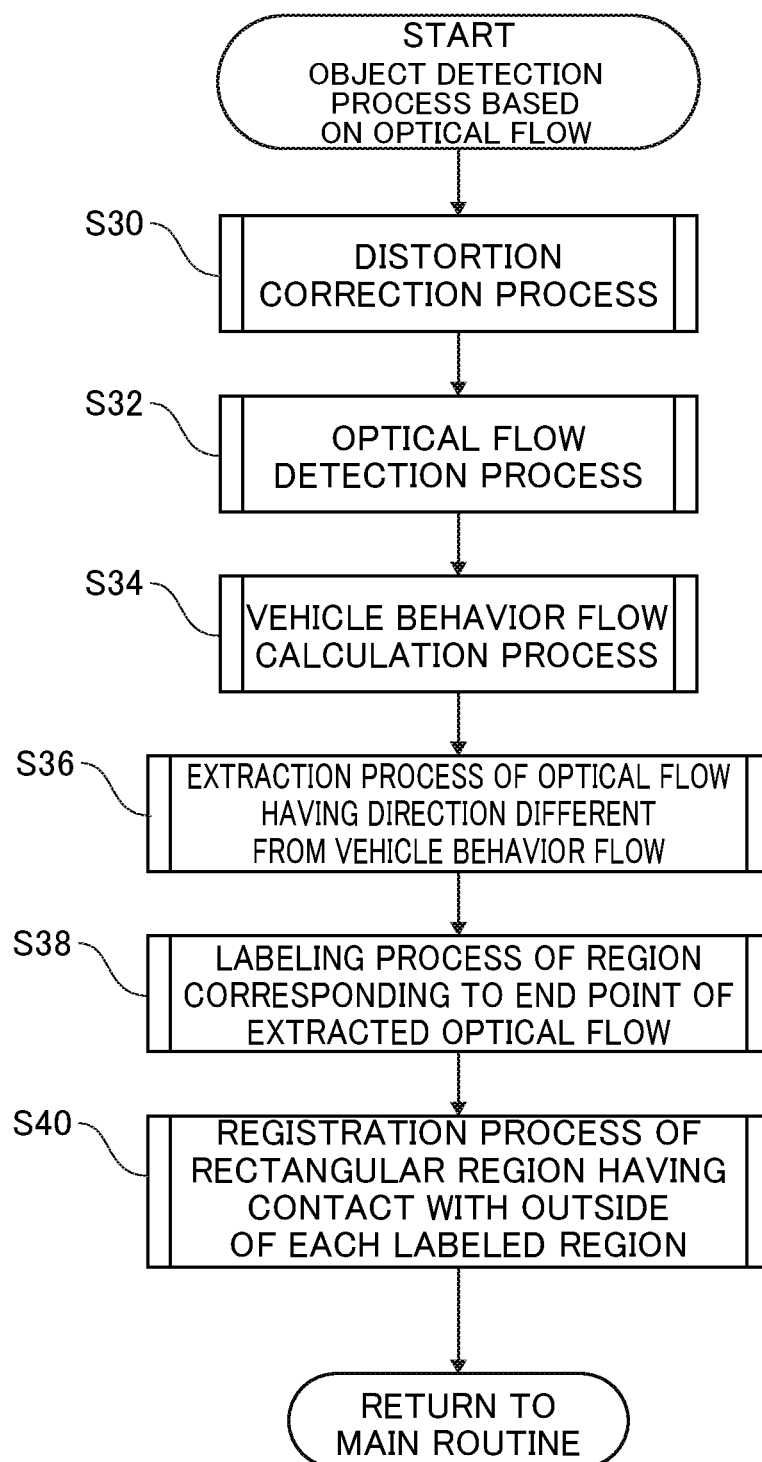 START
OBJECT DETECTION
PROCESS BASED
ON OPTICAL FLOW
S30
DISTORTION
CORRECTION PROCESS
S32
OPTICAL FLOW
DETECTION PROCESS
S34
VEHICLE BEHAVIOR FLOW
CALCULATION PROCESS
S36
EXTRACTION PROCESS OF OPTICAL FLOW
HAVING DIRECTION DIFFERENT
FROM VEHICLE BEHAVIOR FLOW
S38
LABELING PROCESS OF REGION
CORRESPONDING TO END POINT OF
EXTRACTED OPTICAL FLOW
S40
REGISTRATION PROCESS OF
RECTANGULAR REGION HAVING
CONTACT WITH OUTSIDE
OF EACH LABELED REGION
RETURN TO
MAIN ROUTINE